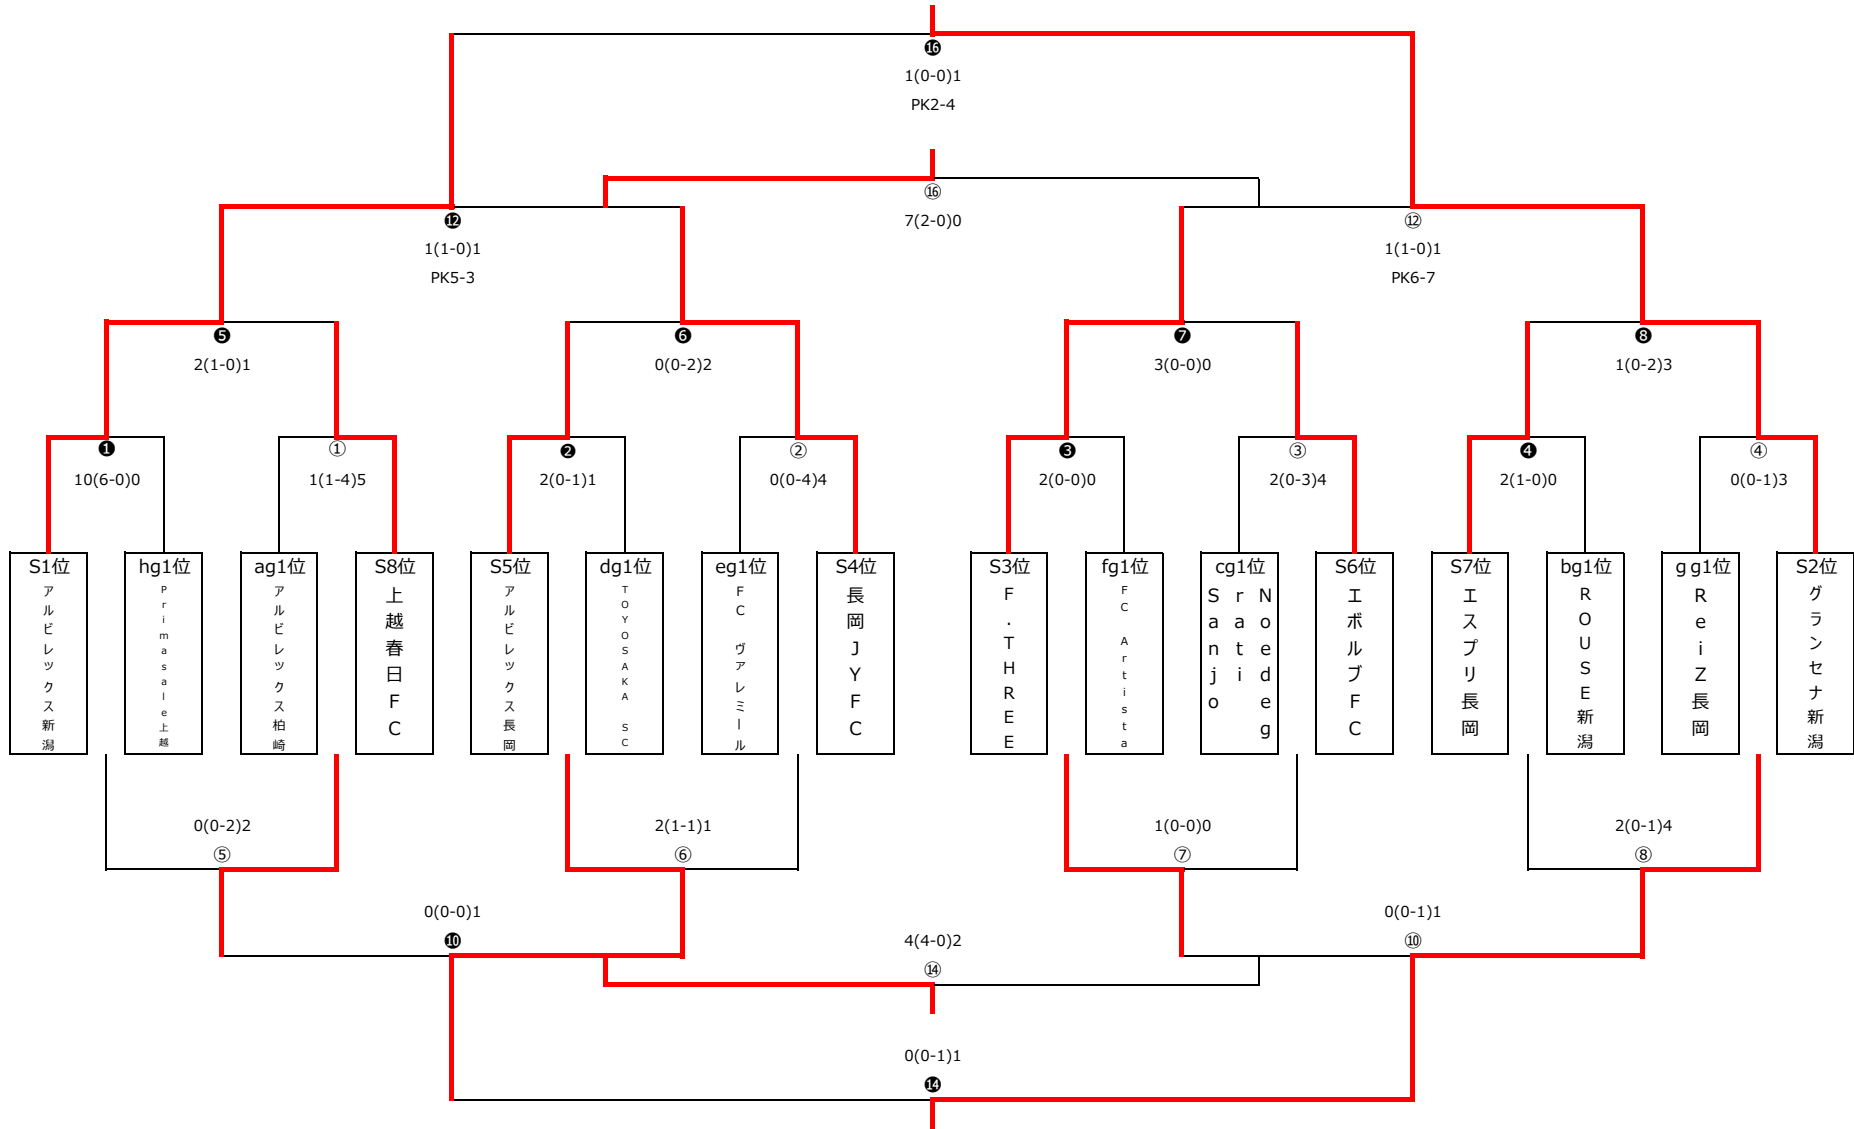 ⓰
1(0-0)1
PK2-4
⑯
7(2-0)0
⓬
1(1-0)1
PK5-3
⑫
1(1-0)1
PK6-7
❺
2(1-0)1
❻
0(0-2)2
❼
3(0-0)0
❽
1(0-2)3
❶
10(6-0)0
①
1(1-4)5
❷
2(0-1)1
②
0(0-4)4
❸
2(0-0)0
③
2(0-3)4
❹
2(1-0)0
④
0(0-1)3
S1位
アルビレックス新潟
hg1位
Primasale上越
ag1位
アルビレックス柏崎
S8位
上越春日FC
S5位
アルビレックス長岡
dg1位
TOYOSAKA SC
eg1位
FC ヴァレミール
S4位
長岡JYFC
S3位
F.THREE
fg1位
FC Artista
cg1位
Noedeg
rati
Sanjo
S6位
エボルブFC
S7位
エスプリ長岡
bg1位
ROUSE新潟
gg1位
ReiZ長岡
S2位
グランセナ新潟
0(0-2)2
⑤
2(1-1)1
⑥
1(0-0)0
⑦
2(0-1)4
⑧
0(0-0)1
❿
0(0-1)1
⑩
4(4-0)2
⑭
0(0-1)1
⓮